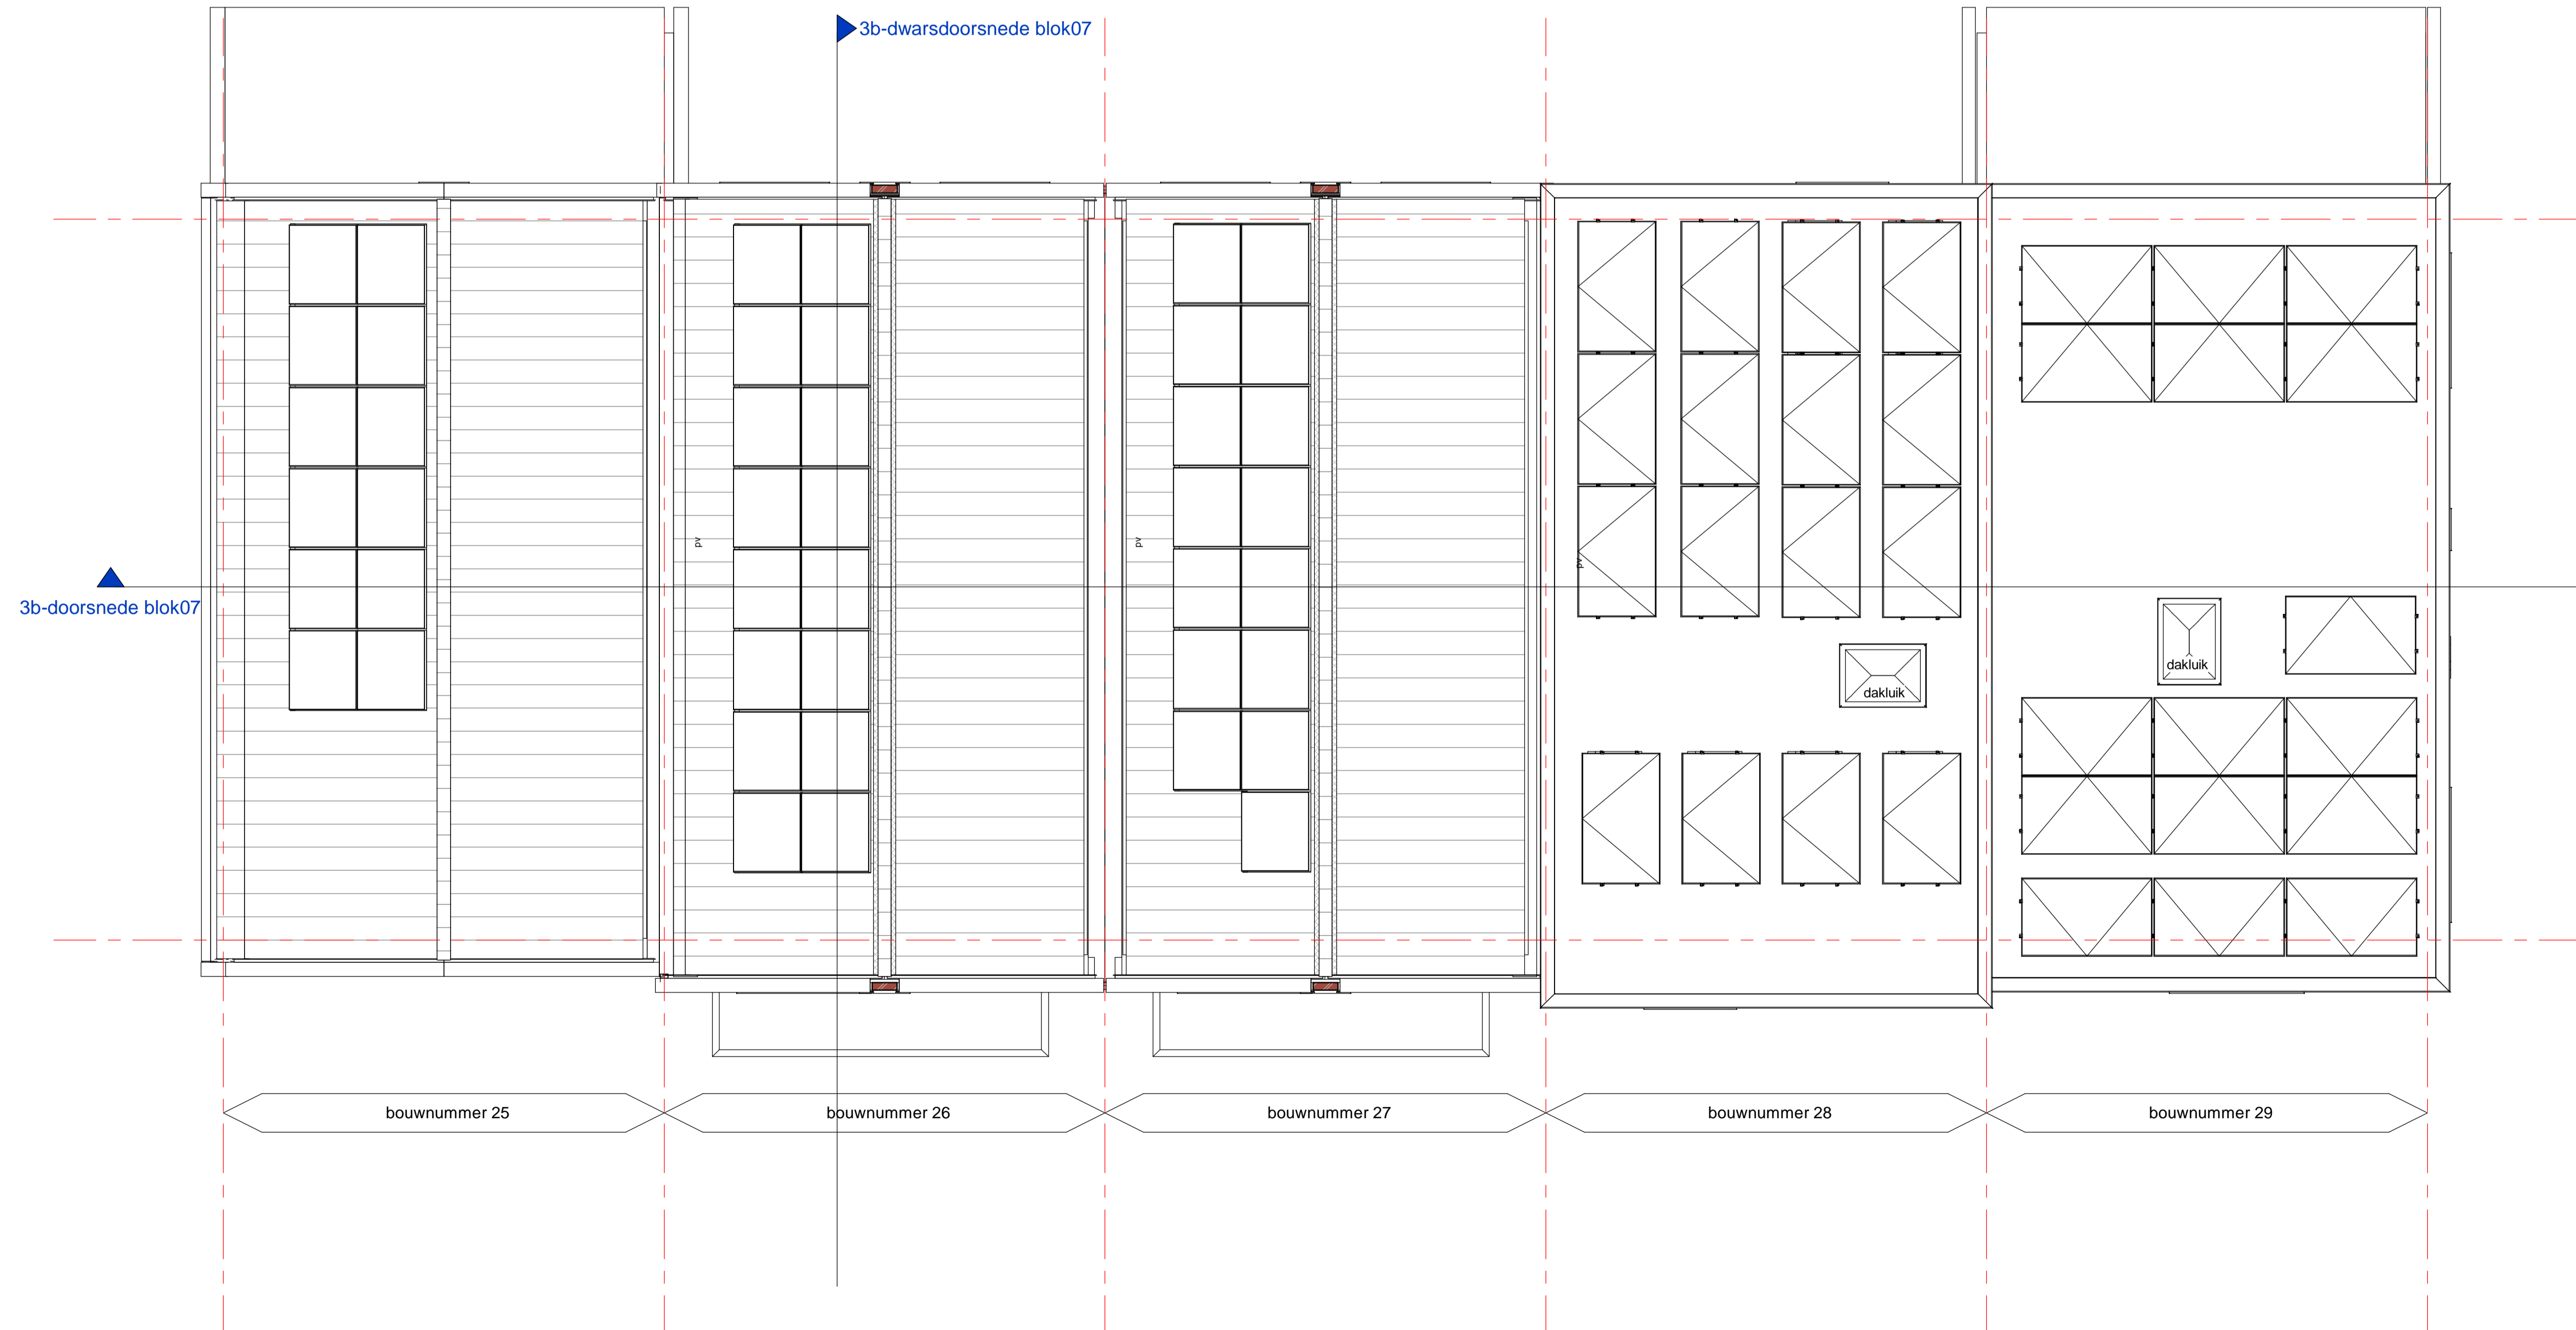 3b-dwarsdoorsnede blok07
pv
pv
pv
3b-doorsnede blok07
dakluik
dakluik
bouwnummer 25
bouwnummer 26
bouwnummer 27
bouwnummer 28
bouwnummer 29